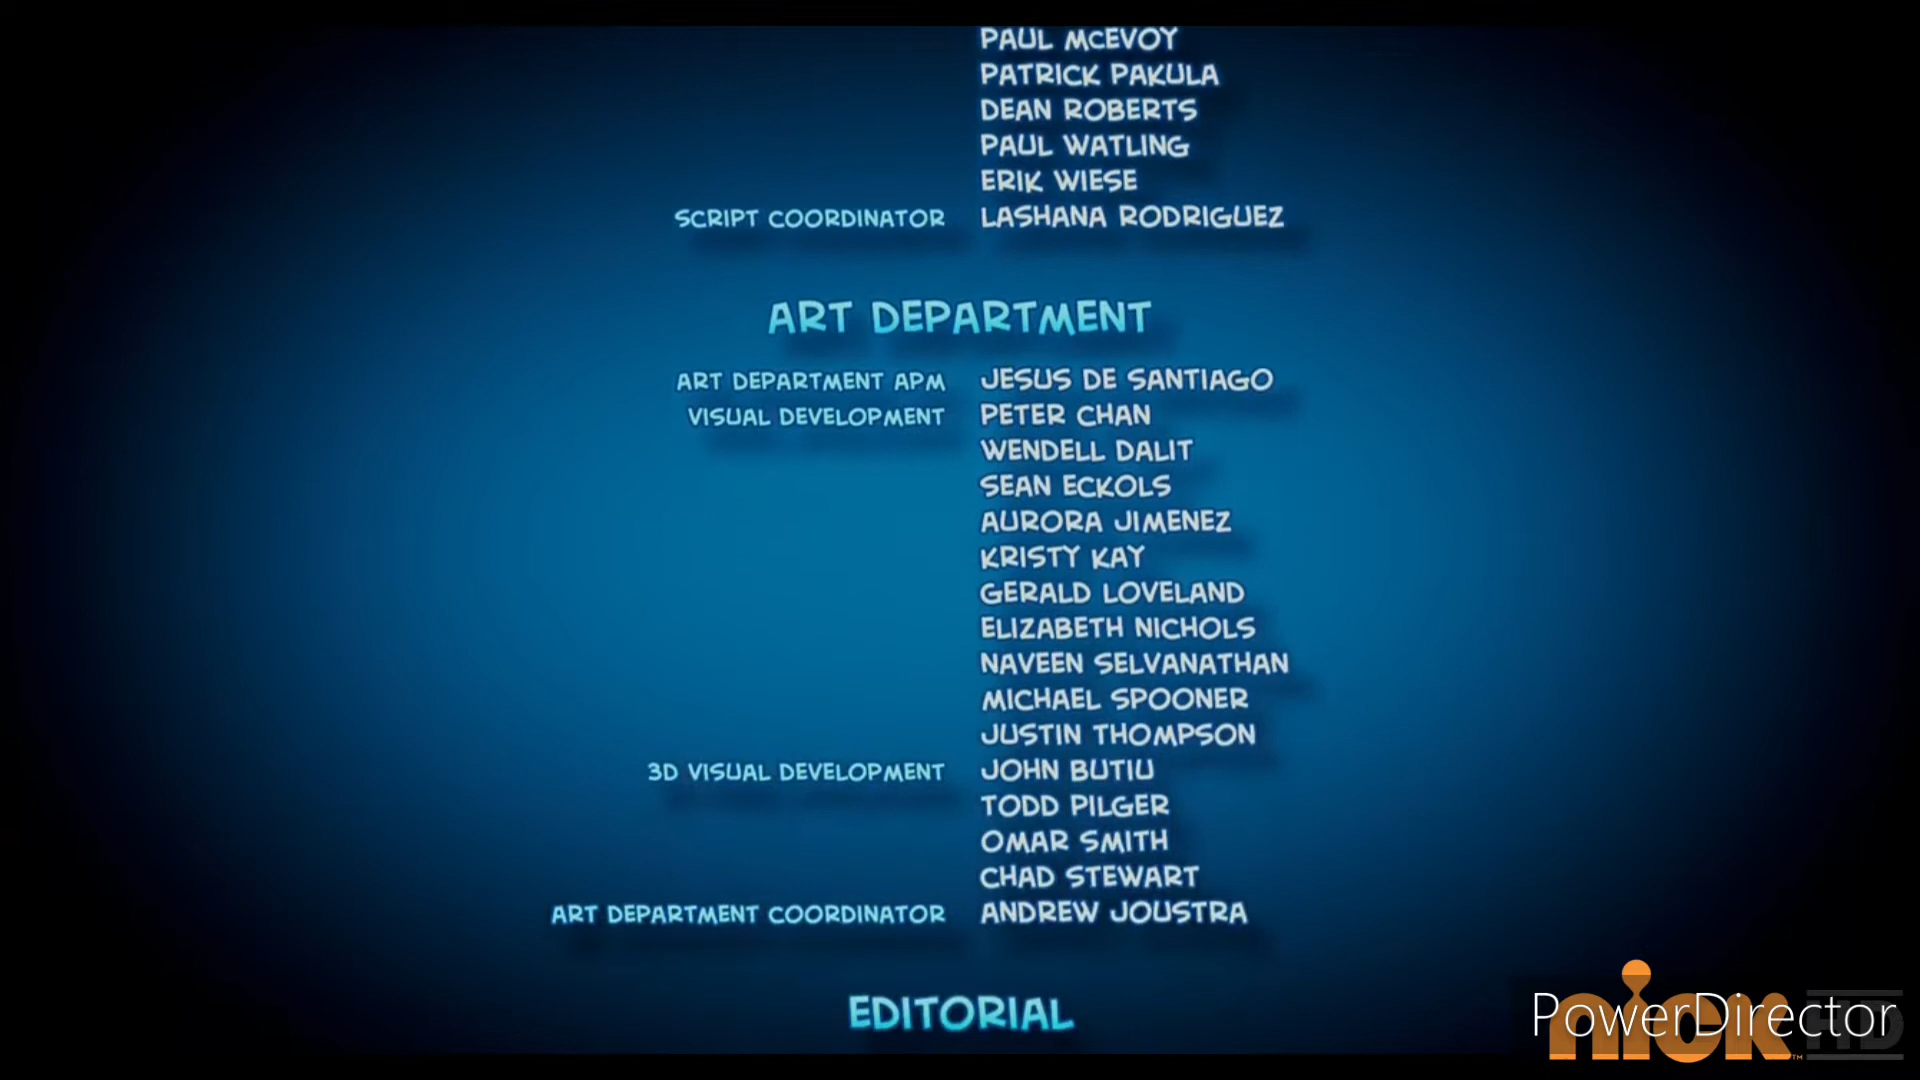 PAUL McEVOY
PATRICK PAKULA
DEAN ROBERTS
PAUL WATLING
ERIK WIESE
SCRIPT COORDINATOR LASHANA RODRIGUEZ
ART DEPARTMENT
ART DEPARTMENT APM JESUS DE SANTIAGO
VISUAL DEVELOPMENT PETER CHAN
WENDELL DALIT
SEAN ECKOLS
AURORA JIMENEZ
KRISTY KAY
GERALD LOVELAND
ELIZABETH NICHOLS
NAVEEN SELVANATHAN
MICHAEL SPOONER
JUSTIN THOMPSON
3D VISUAL DEVELOPMENT JOHN BUTIU
TODD PILGER
OMAR SMITH
CHAD STEWART
ART DEPARTMENT COORDINATOR ANDREW JOUSTRA
EDITORIAL
PowerDirector
nick HD